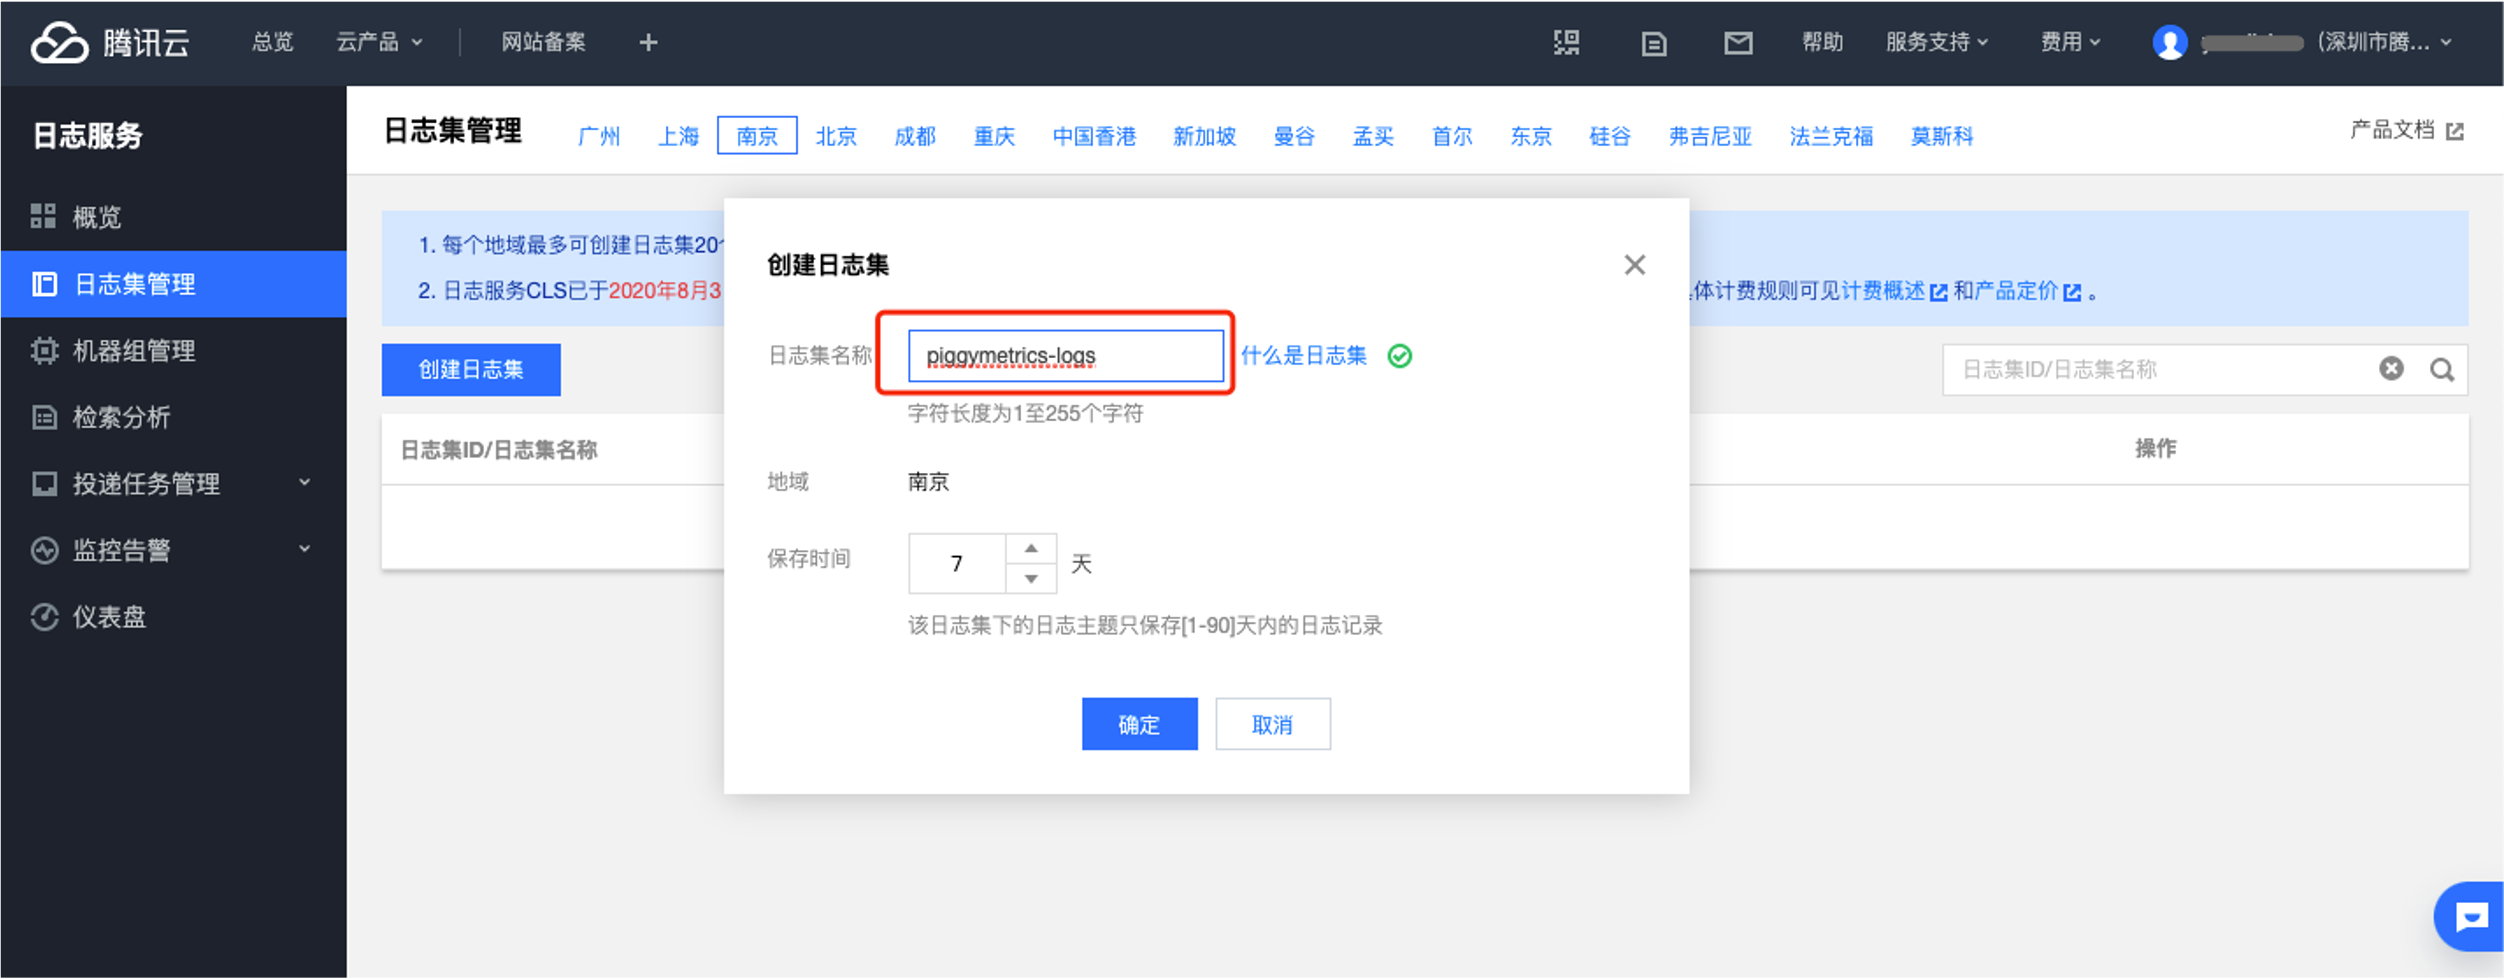 腾讯云 总览 云产品 网站备案 + 帮助 服务支持 费用 (深圳市腾...
日志服务
概览
日志集管理
机器组管理
检索分析
投递任务管理
监控告警
仪表盘
日志集管理 广州 上海 南京 北京 成都 重庆 中国香港 新加坡 曼谷 孟买 首尔 东京 硅谷 弗吉尼亚 法兰克福 莫斯科 产品文档
1. 每个地域最多可创建日志集20
2. 日志服务CLS已于2020年8月3 体计费规则可见计费概述 和产品定价 。
创建日志集
日志集ID/日志集名称
日志集ID/日志集名称 操作
创建日志集
日志集名称 piggymetrics-logs 什么是日志集
字符长度为1至255个字符
地域 南京
保存时间 7 天
该日志集下的日志主题只保存[1-90]天内的日志记录
确定 取消